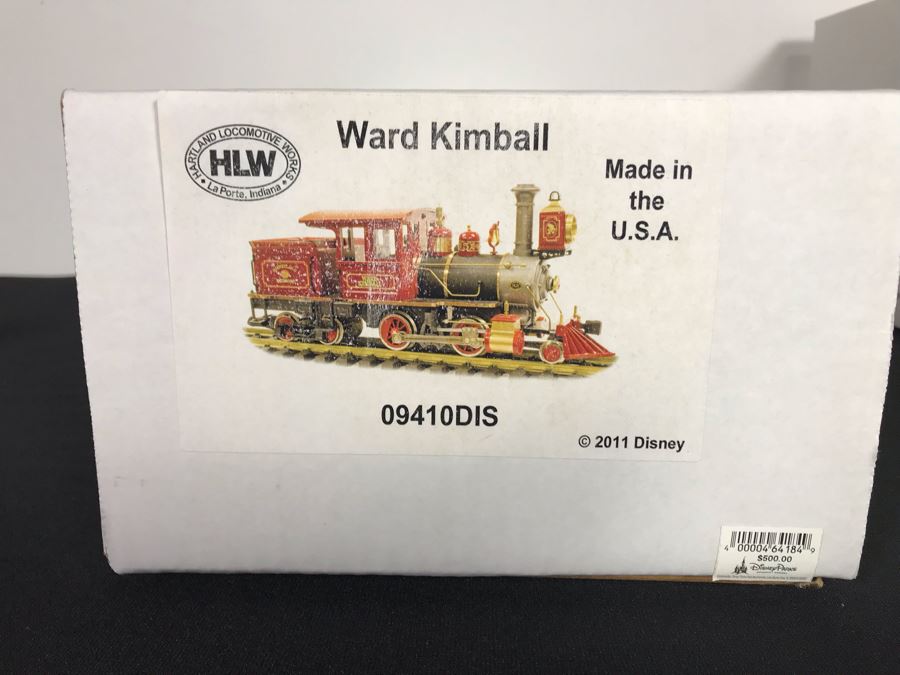 Ward Kimball
HARTLAND LOCOMOTIVE WORKS
HLW
La Porte, Indiana
Made in
the
U.S.A.
09410DIS
© 2011 Disney
4 00004 64184 9
$500.00
Disney Parks